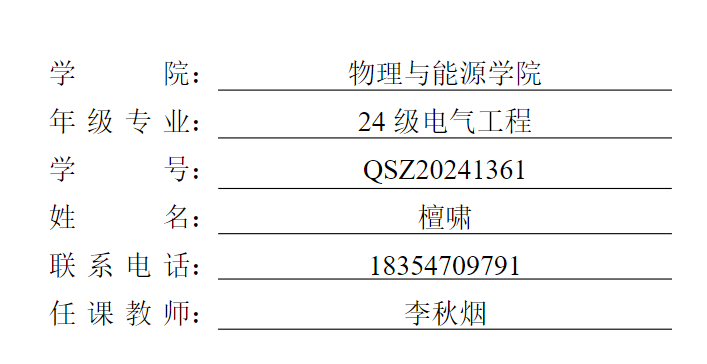 学院：物理与能源学院
年级专业：24 级电气工程
学号：QSZ20241361
姓名：檀啸
联系电话：18354709791
任课教师：李秋烟